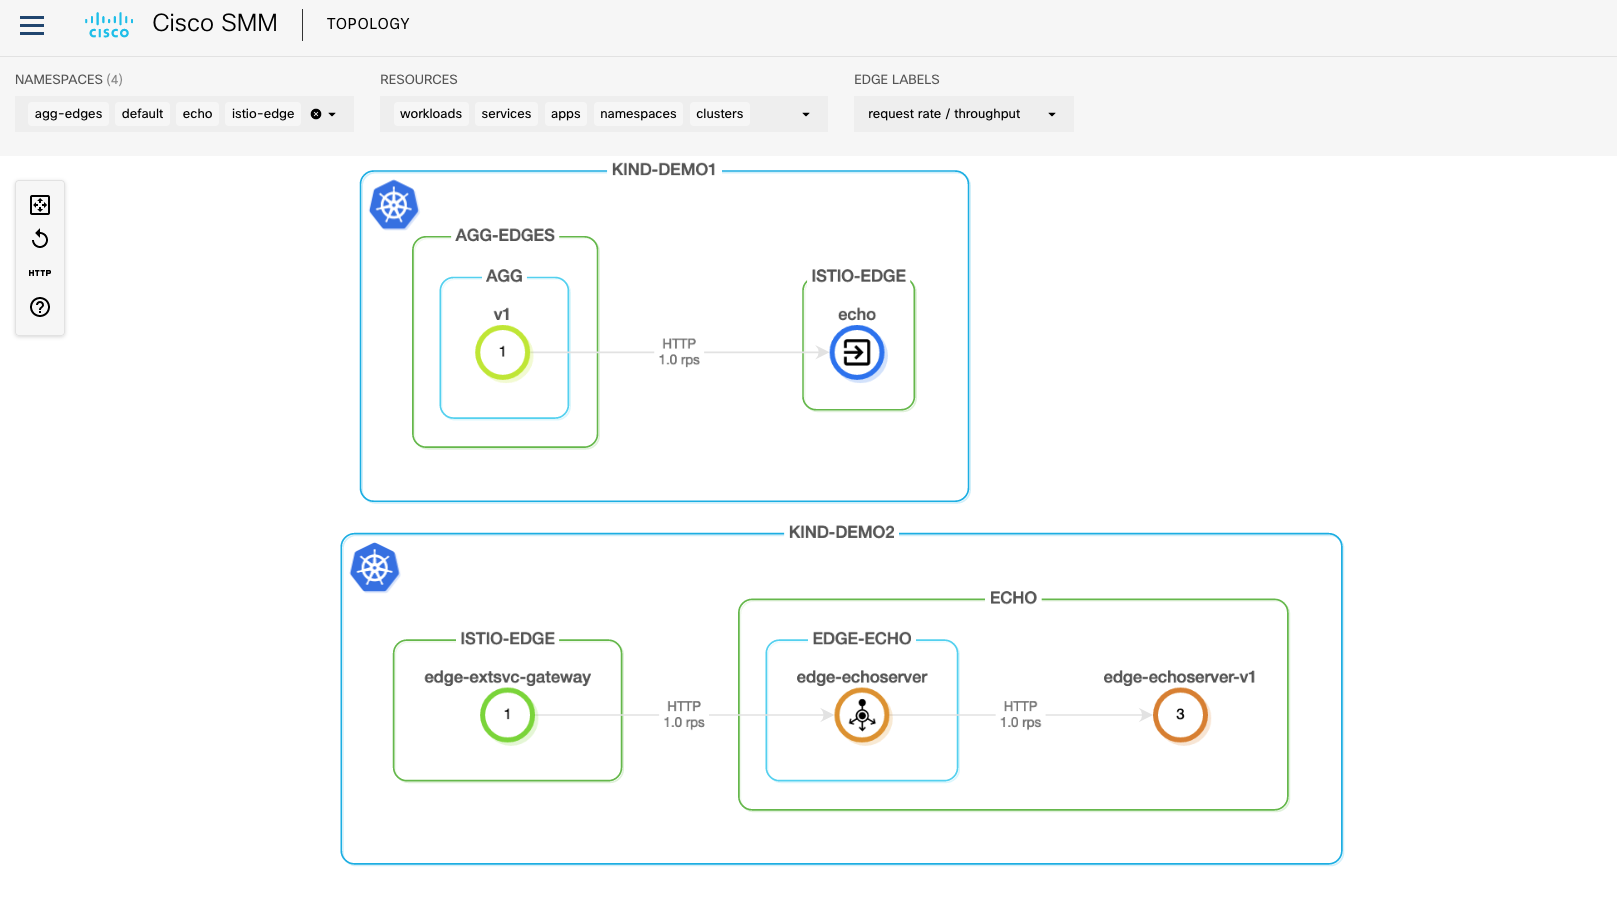 cisco Cisco SMM TOPOLOGY
NAMESPACES (4) RESOURCES EDGE LABELS
agg-edges default echo istio-edge workloads services apps namespaces clusters request rate / throughput
KIND-DEMO1
AGG-EDGES
AGG ISTIO-EDGE
HTTP
v1 echo
1 HTTP
1.0 rps
KIND-DEMO2
ECHO
ISTIO-EDGE EDGE-ECHO
edge-extsvc-gateway edge-echoserver edge-echoserver-v1
1 HTTP HTTP 3
1.0 rps 1.0 rps